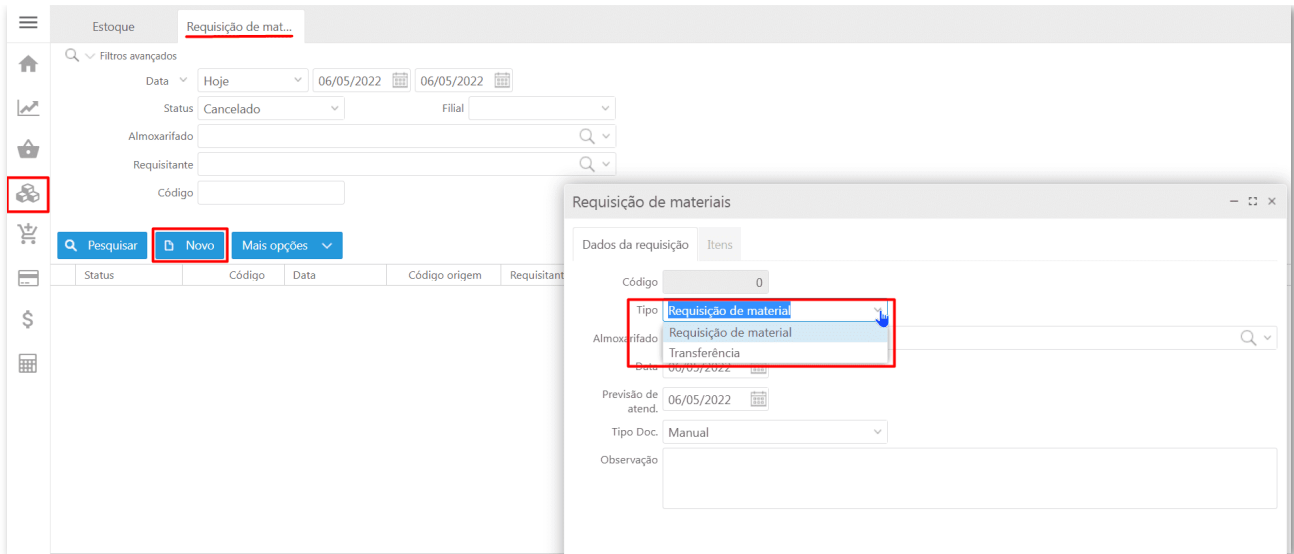 Estoque
Requisição de mat...
Filtros avançados
Data Hoje 06/05/2022 06/05/2022
Status Cancelado Filial
Almoxarifado
Requisitante
Código
Pesquisar Novo Mais opções
Status Código Data Código origem Requisitant
Requisição de materiais
Dados da requisição Itens
Código 0
Tipo Requisição de material
Requisição de material
Almoxarifado
Transferência
Data 06/05/2022
Previsão de atend. 06/05/2022
Tipo Doc. Manual
Observação